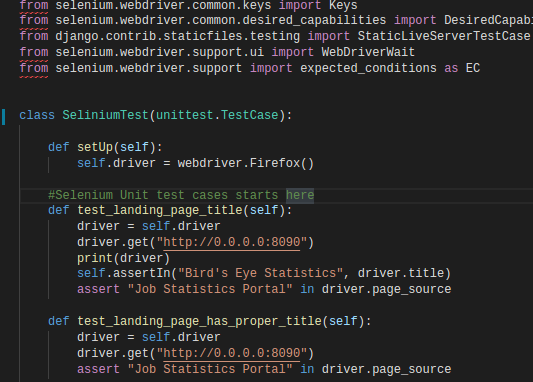 from selenium.webdriver.common.keys import Keys
from selenium.webdriver.common.desired_capabilities import DesiredCapabi
from django.contrib.staticfiles.testing import StaticLiveServerTestCase
from selenium.webdriver.support.ui import WebDriverWait
from selenium.webdriver.support import expected_conditions as EC
class SeliniumTest(unittest.TestCase):
def setUp(self):
self.driver = webdriver.Firefox()
#Selenium Unit test cases starts here
def test_landing_page_title(self):
driver = self.driver
driver.get("http://0.0.0.0:8090")
print(driver)
self.assertIn("Bird's Eye Statistics", driver.title)
assert "Job Statistics Portal" in driver.page_source
def test_landing_page_has_proper_title(self):
driver = self.driver
driver.get("http://0.0.0.0:8090")
assert "Job Statistics Portal" in driver.page_source